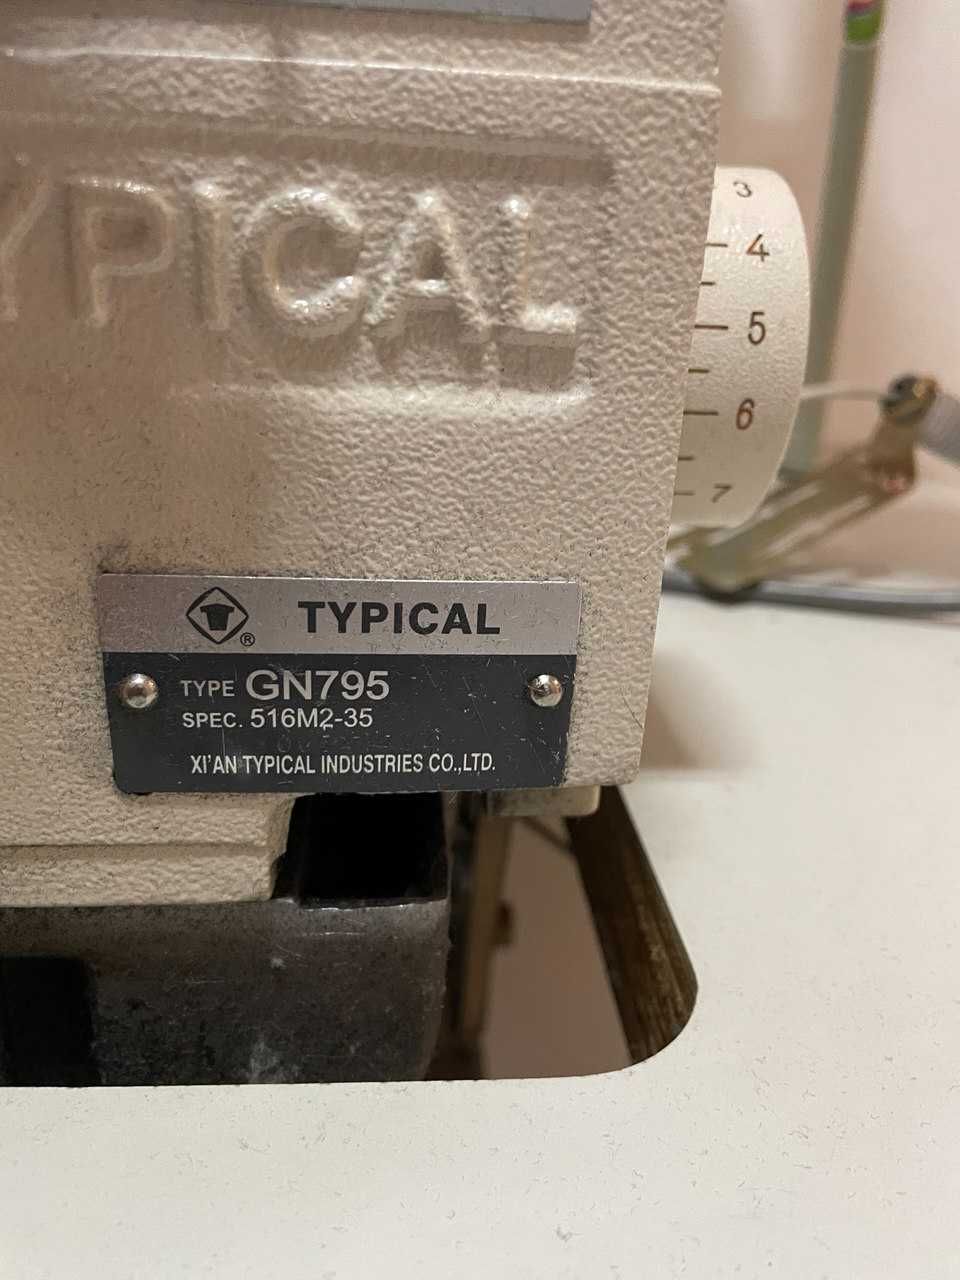 YPICAL
3
4
5
6
7
® TYPICAL
TYPE GN795
SPEC. 516M2-35
XI'AN TYPICAL INDUSTRIES CO.,LTD.